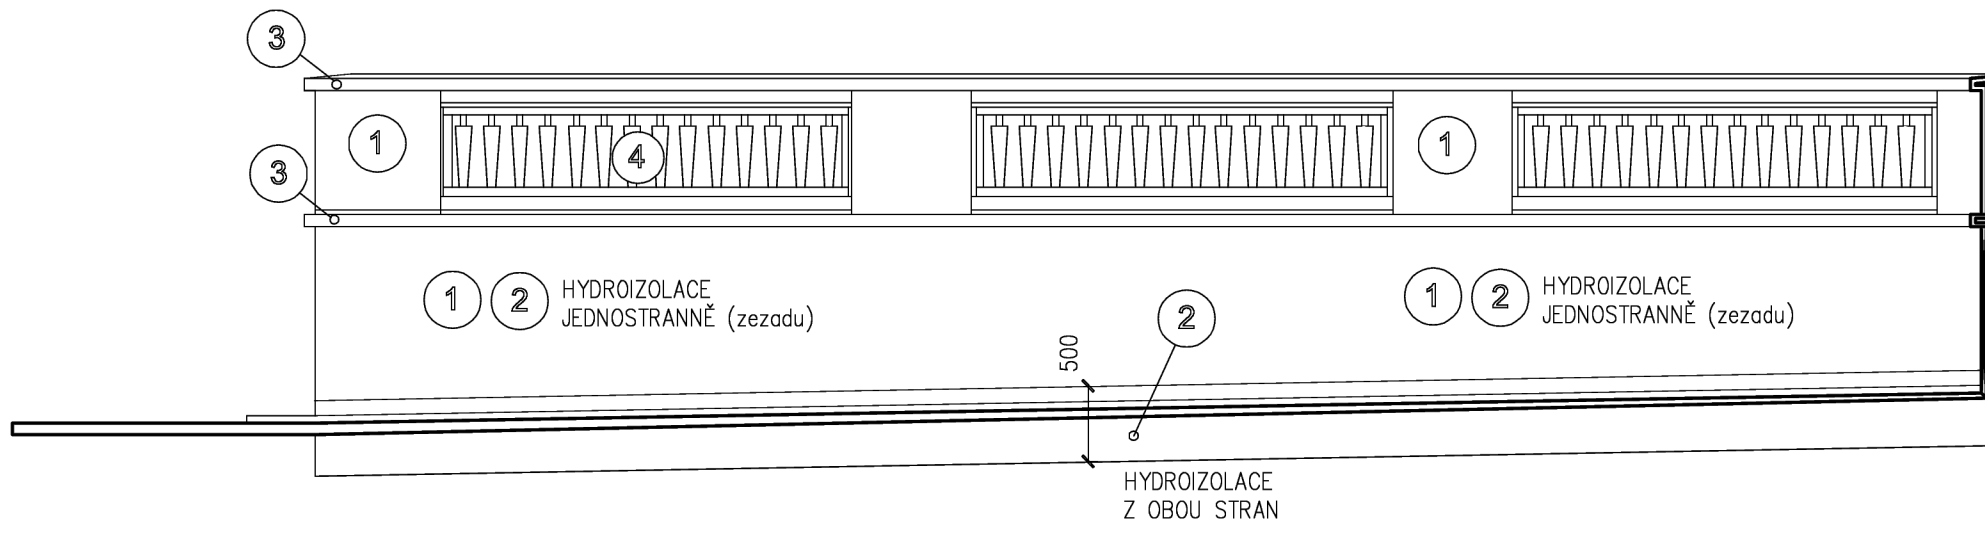 3
1
4
1
3
1 2 HYDROIZOLACE
JEDNOSTRANNĚ (zezadu)
1 2 HYDROIZOLACE
JEDNOSTRANNĚ (zezadu)
2
500
HYDROIZOLACE
Z OBOU STRAN